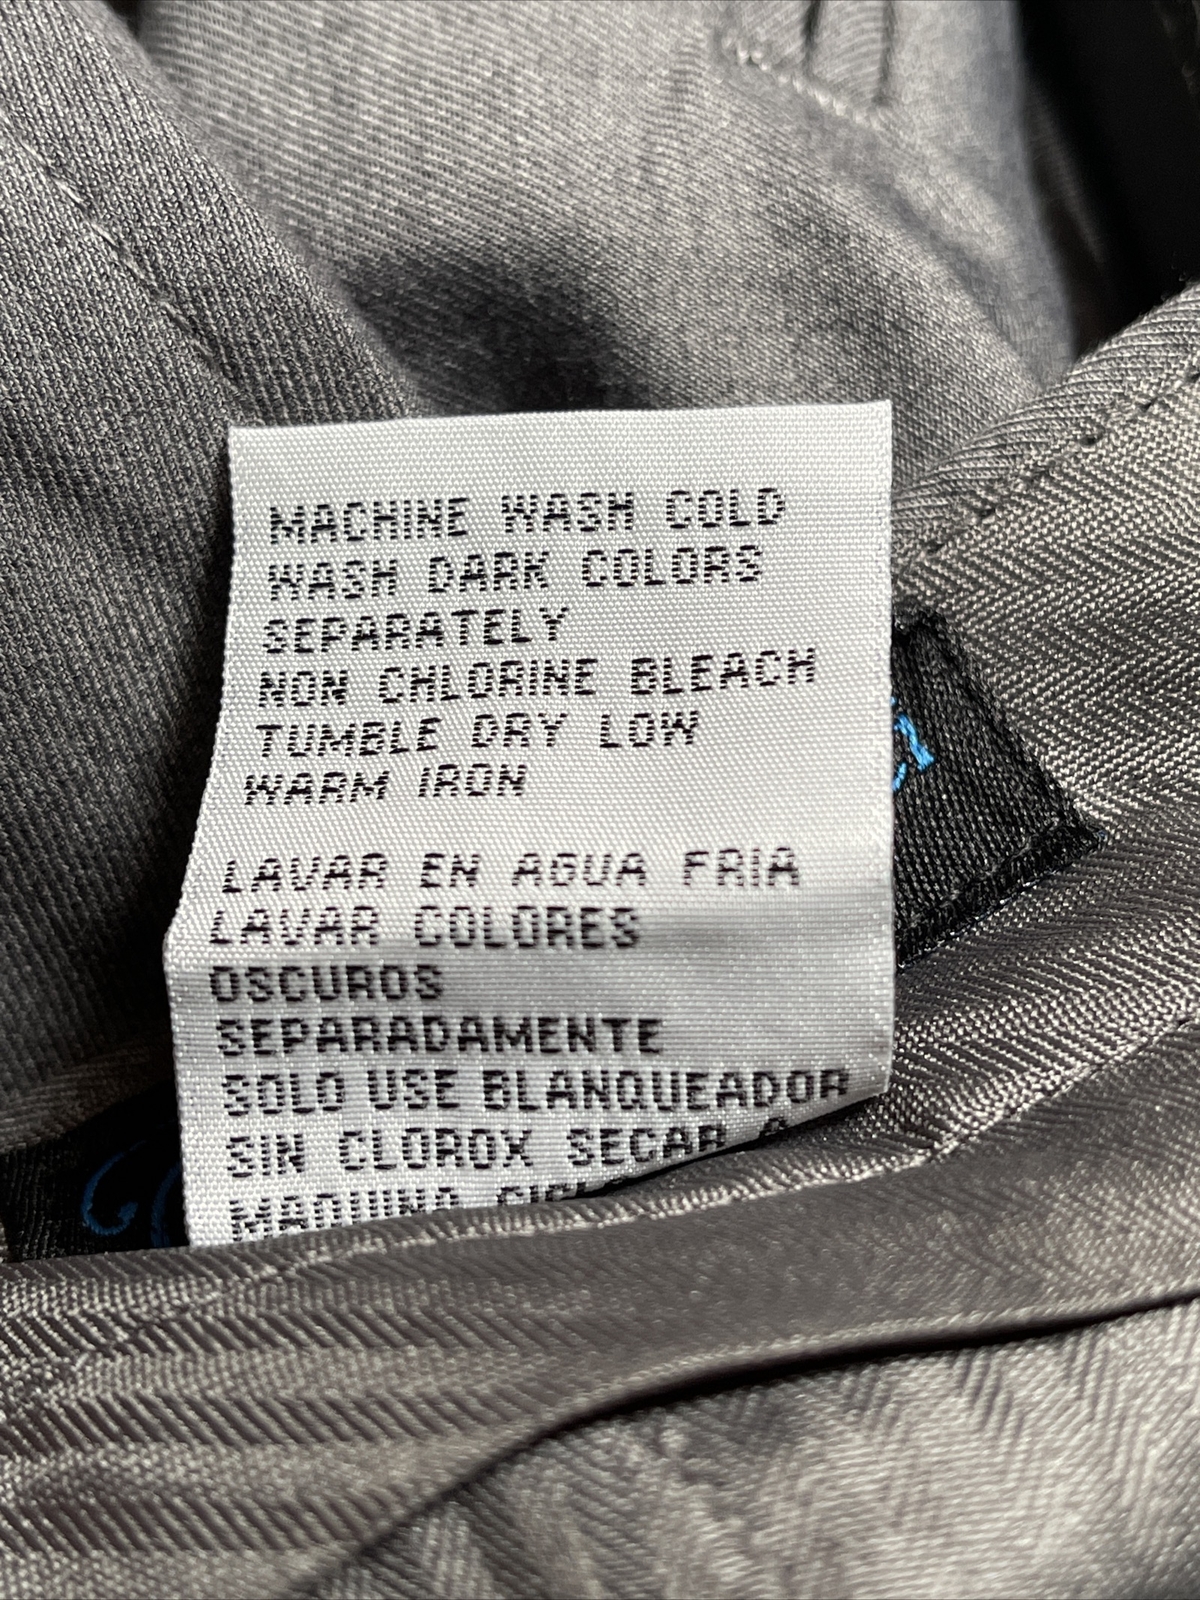 MACHINE WASH COLD
WASH DARK COLORS
SEPARATELY
NON CHLORINE BLEACH
TUMBLE DRY LOW
WARM IRON
LAVAR EN AGUA FRIA
LAVAR COLORES
OSCUROS
SEPARADAMENTE
SOLO USE BLANQUEADOR
SIN CLOROX SECAR A
MAQUINA